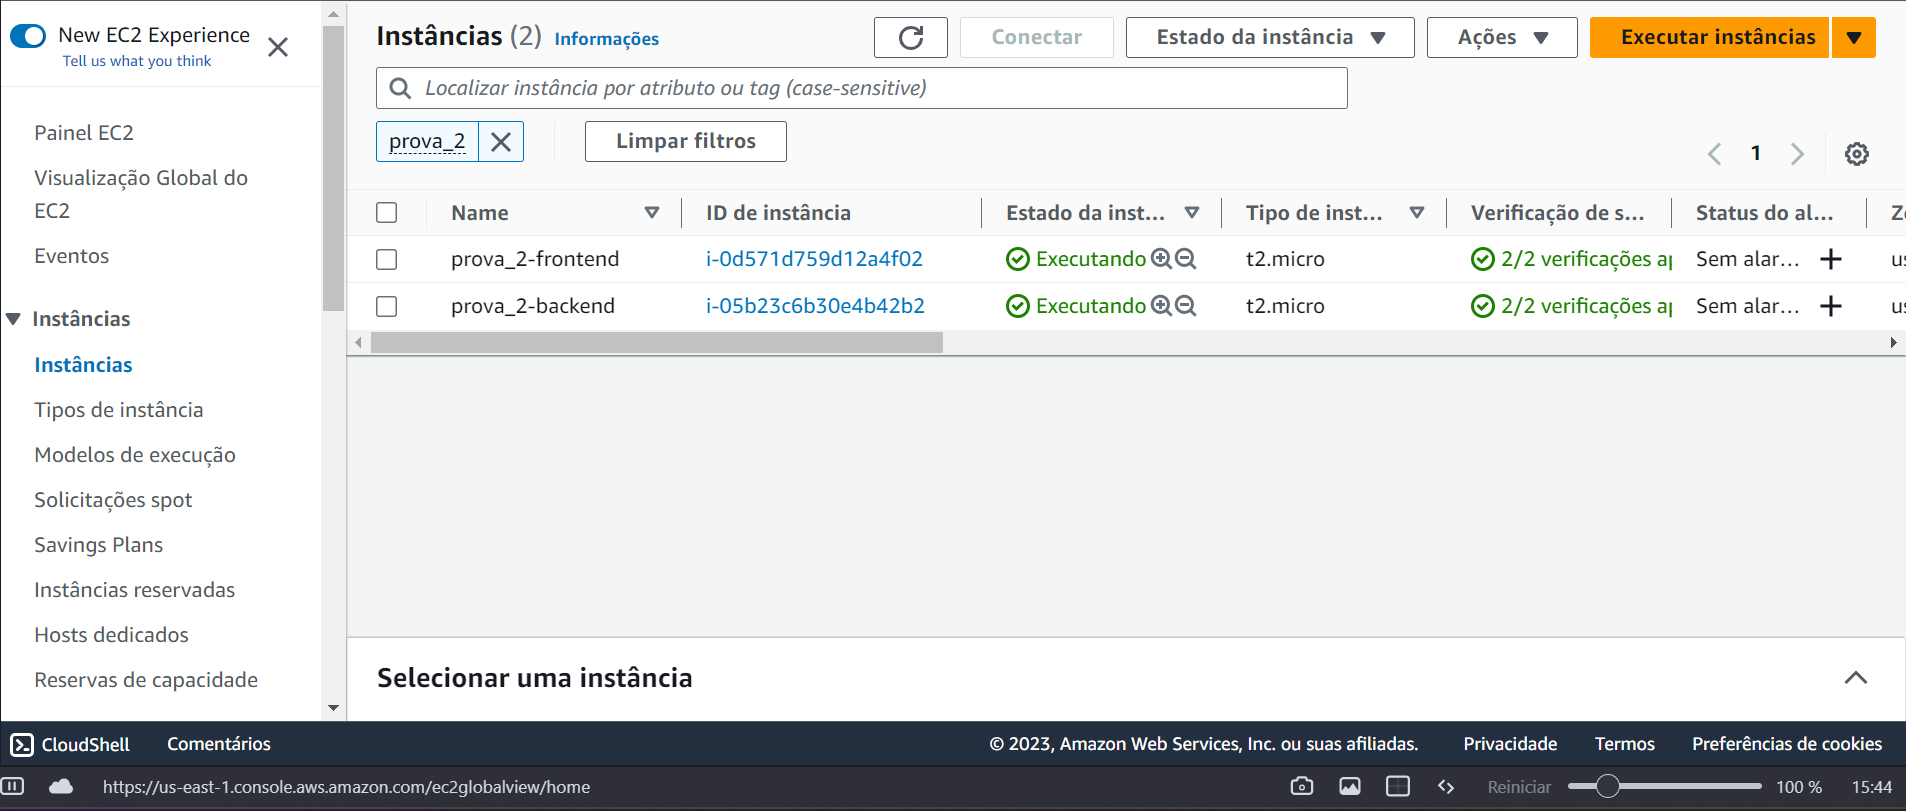 New EC2 Experience
Tell us what you think
Painel EC2
Visualização Global do
EC2
Eventos
Instâncias
Instâncias
Tipos de instância
Modelos de execução
Solicitações spot
Savings Plans
Instâncias reservadas
Hosts dedicados
Reservas de capacidade
Instâncias (2) Informações
Conectar
Estado da instância
Ações
Executar instâncias
Localizar instância por atributo ou tag (case-sensitive)
prova_2
Limpar filtros
1
Name ID de instância Estado da inst... Tipo de inst... Verificação de s... Status do al... Z
prova_2-frontend i-0d571d759d12a4f02 Executando t2.micro 2/2 verificações a Sem alar... us
prova_2-backend i-05b23c6b30e4b42b2 Executando t2.micro 2/2 verificações a Sem alar... us
Selecionar uma instância
CloudShell Comentários © 2023, Amazon Web Services, Inc. ou suas afiliadas. Privacidade Termos Preferências de cookies
https://us-east-1.console.aws.amazon.com/ec2globalview/home Reiniciar 100 % 15:44